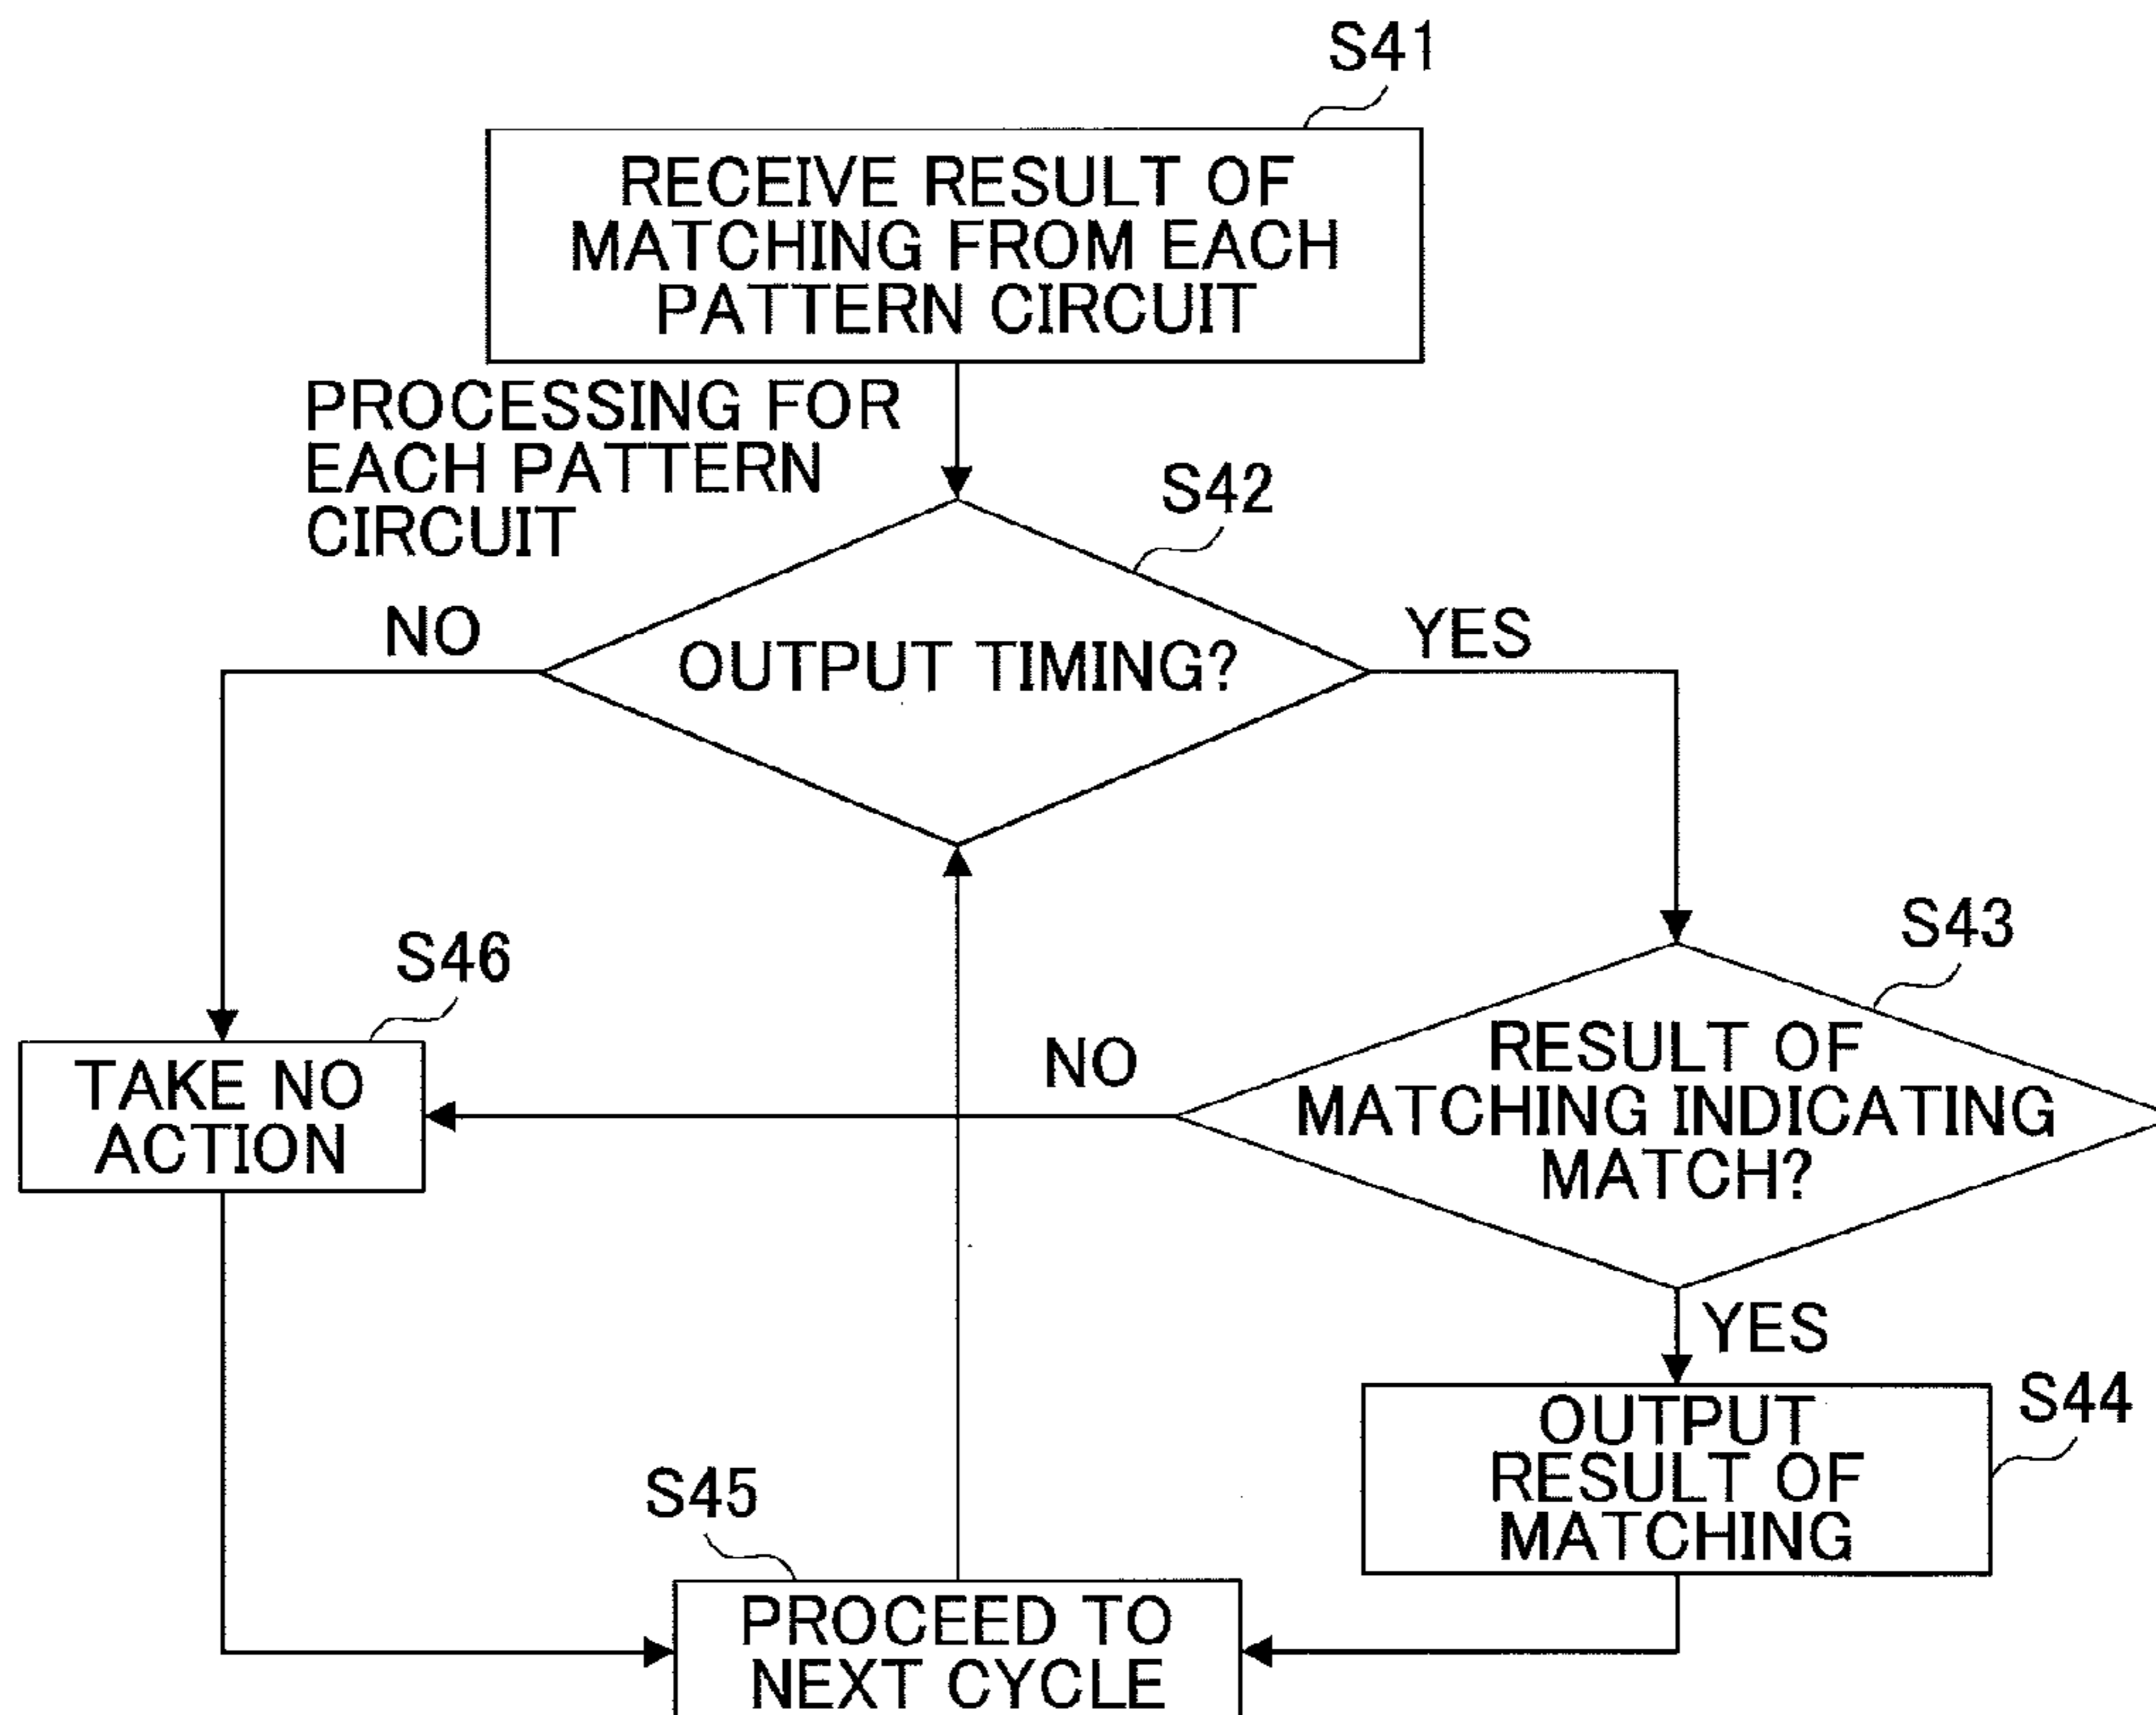 S41
RECEIVE RESULT OF
MATCHING FROM EACH
PATTERN CIRCUIT
PROCESSING FOR
EACH PATTERN
CIRCUIT
S42
NO
OUTPUT TIMING?
YES
S43
S46
TAKE NO
ACTION
NO
RESULT OF
MATCHING INDICATING
MATCH?
YES
S44
OUTPUT
RESULT OF
MATCHING
S45
PROCEED TO
NEXT CYCLE